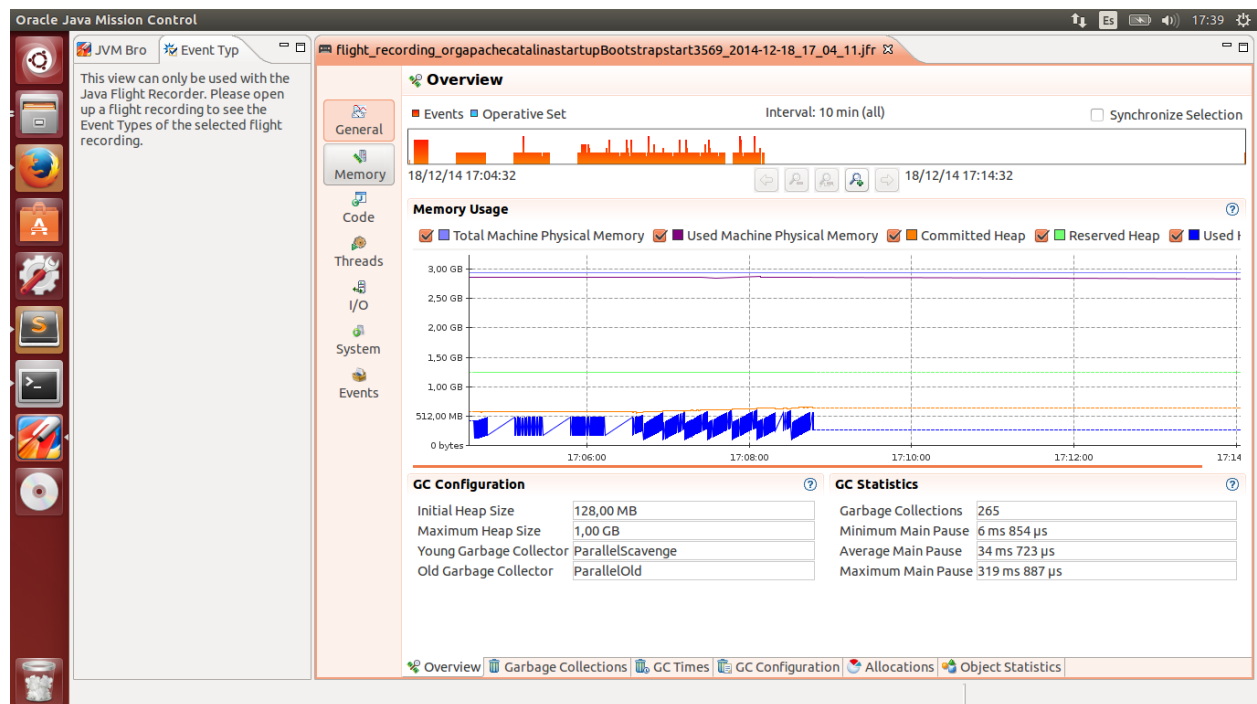 Oracle Java Mission Control
Es
17:39
JVM Bro
Event Typ
This view can only be used with the
Java Flight Recorder. Please open
up a flight recording to see the
Event Types of the selected flight
recording.
flight_recording_orgapachecatalinastartupBootstrapstart3569_2014-12-18_17_04_11.jfr
General
Memory
Code
Threads
I/O
System
Events
Overview
Events Operative Set
Interval: 10 min (all)
Synchronize Selection
18/12/14 17:04:32
18/12/14 17:14:32
Memory Usage
Total Machine Physical Memory Used Machine Physical Memory Committed Heap Reserved Heap Used H
3,00 GB
2,50 GB
2,00 GB
1,50 GB
1,00 GB
512,00 MB
0 bytes
17:06:00 17:08:00 17:10:00 17:12:00 17:14
GC Configuration
Initial Heap Size 128,00 MB
Maximum Heap Size 1,00 GB
Young Garbage Collector ParallelScavenge
Old Garbage Collector ParallelOld
GC Statistics
Garbage Collections 265
Minimum Main Pause 6 ms 854 µs
Average Main Pause 34 ms 723 µs
Maximum Main Pause 319 ms 887 µs
Overview Garbage Collections GC Times GC Configuration Allocations Object Statistics